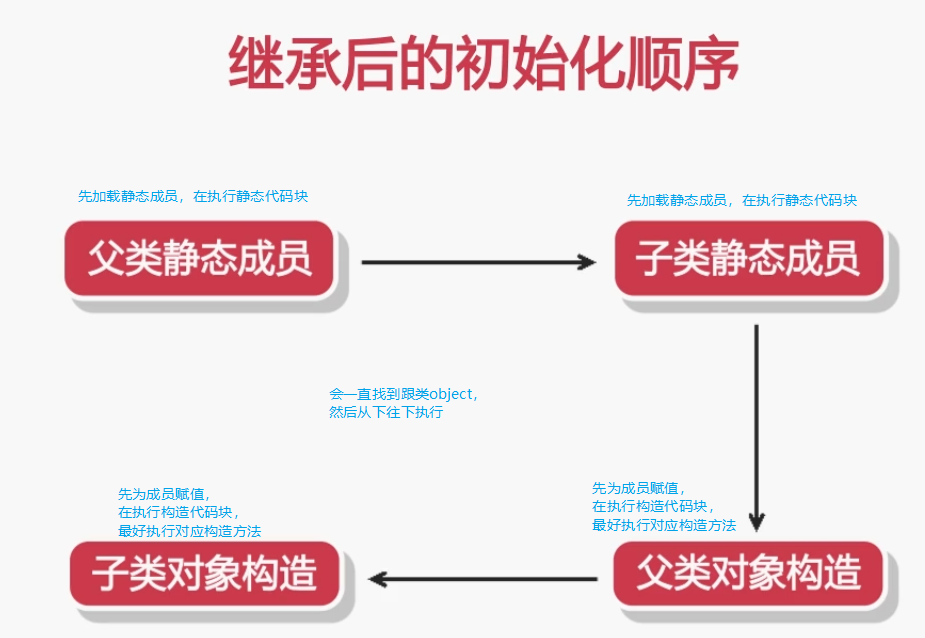 继承后的初始化顺序
先加载静态成员，在执行静态代码块
先加载静态成员，在执行静态代码块
父类静态成员
子类静态成员
会一直找到跟类object，
然后从下往下执行
先为成员赋值，
在执行构造代码块，
最好执行对应构造方法
先为成员赋值，
在执行构造代码块，
最好执行对应构造方法
子类对象构造
父类对象构造